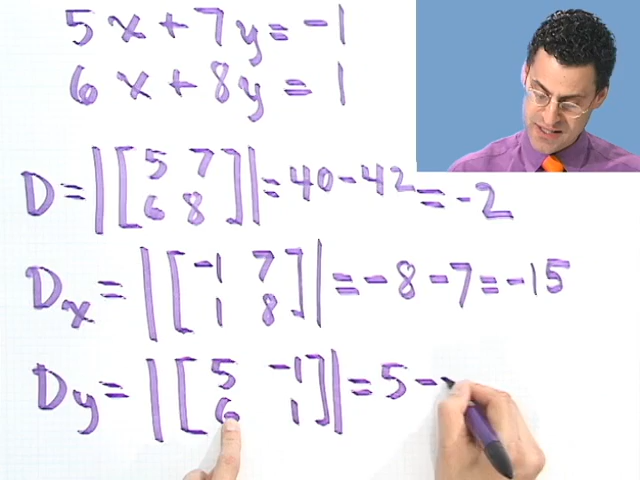 5x+7y=-1
6x+8y=1
D=|[5 7
6 8]|=40-42=-2
Dx=|[-1 7
1 8]|=-8-7=-15
Dy=|[5 -1
6 1]|=5-